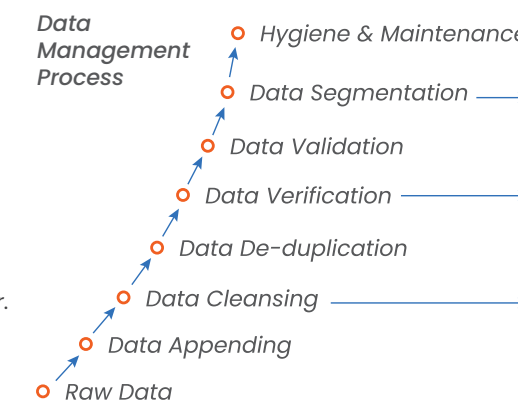 Data
Management
Process
Hygiene & Maintenance
Data Segmentation
Data Validation
Data Verification
Data De-duplication
r.
Data Cleansing
Data Appending
Raw Data